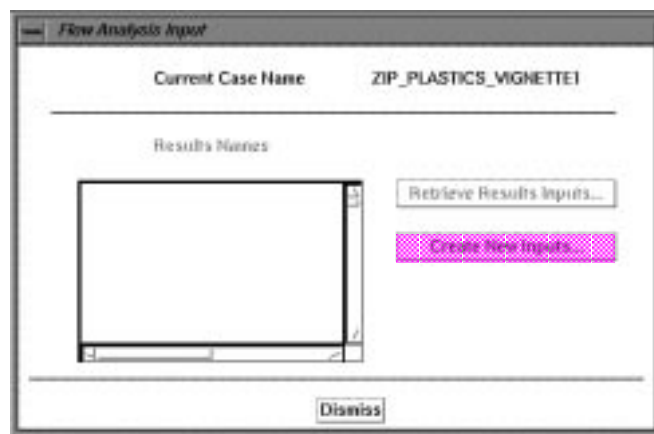 Flow Analysis Input
Current Case Name ZIP_PLASTICS_VIGNETTE1
Results Names
Retrieve Results Inputs...
Create New Inputs...
Dismiss